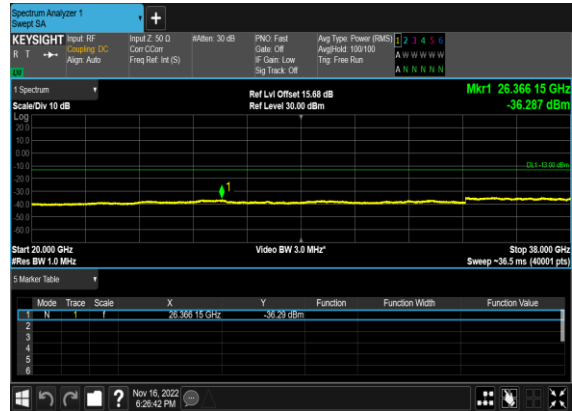 Spectrum Analyzer 1
Swept SA
+
KEYSIGHT Input: RF Input Z: 50 Ω #Atten: 30 dB PNO: Fast Avg Type: Power (RMS) 1 2 3 4 5 6
R T Coupling: DC Corr CCorr Gate: Off Avg|Hold: 100/100 A W W W W W
Align: Auto Freq Ref: Int (S) IF Gain: Low Trig: Free Run
LW Sig Track: Off A N N N N N
1 Spectrum Ref Lvl Offset 15.68 dB Mkr1 26.366 15 GHz
Scale/Div 10 dB Ref Level 30.00 dBm -36.287 dBm
Log
20.0
10.0
0.00
-10.0 DL1 -13.00 dBm
-20.0
-30.0 1
-40.0
-50.0
-60.0
Start 20.000 GHz Video BW 3.0 MHz* Stop 38.000 GHz
#Res BW 1.0 MHz Sweep ~36.5 ms (40001 pts)
5 Marker Table
Mode Trace Scale X Y Function Function Width Function Value
1 N 1 f 26.366 15 GHz -36.29 dBm
2
3
4
5
6
? Nov 16, 2022
6:26:42 PM